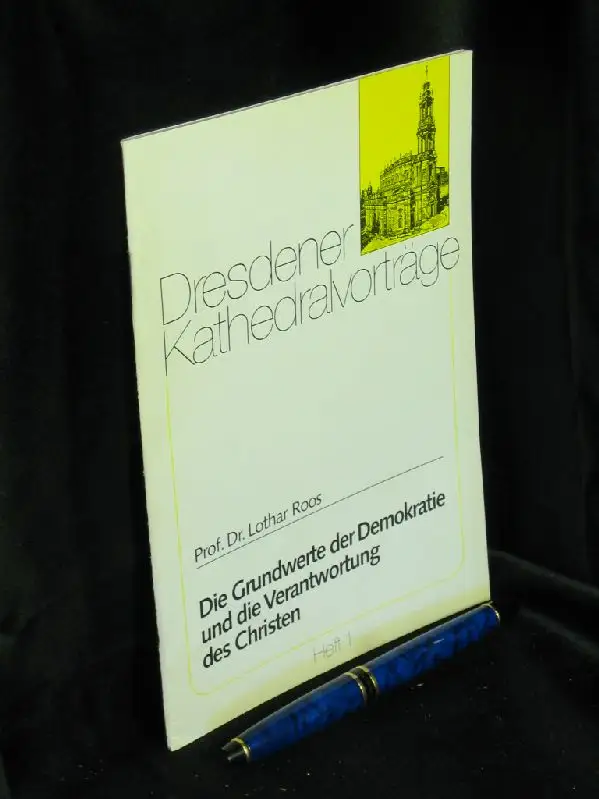 Dresdener
Kathedralvorträge
Prof. Dr. Lothar Roos
Die Grundwerte der Demokratie
und die Verantwortung
des Christen
Heft 1